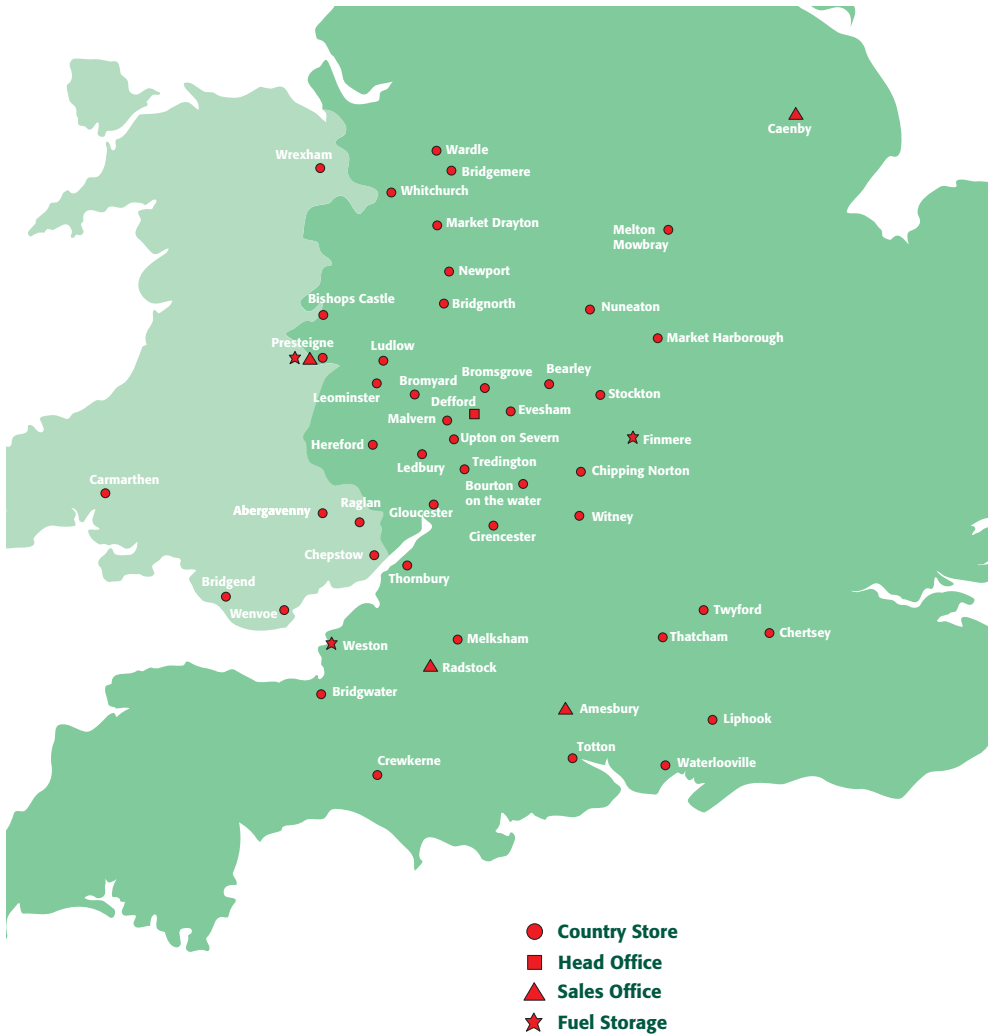 Caenby
Wardle
Wrexham
Bridgemere
Whitchurch
Market Drayton
Melton
Mowbray
Newport
Bishops Castle
Bridgnorth
Nuneaton
Market Harborough
Presteigne
Ludlow
Bearley
Bromsgrove
Bromyard
Leominster
Stockton
Defford
Evesham
Malvern
Upton on Severn
Finmere
Hereford
Tredington
Ledbury
Chipping Norton
Carmarthen
Bourton
on the water
Raglan
Abergavenny
Gloucester
Witney
Cirencester
Chepstow
Thornbury
Bridgend
Wenvoe
Twyford
Chertsey
Thatcham
Melksham
Weston
Radstock
Bridgwater
Amesbury
Liphook
Totton
Crewkerne
Waterlooville
Country Store
Head Office
Sales Office
Fuel Storage